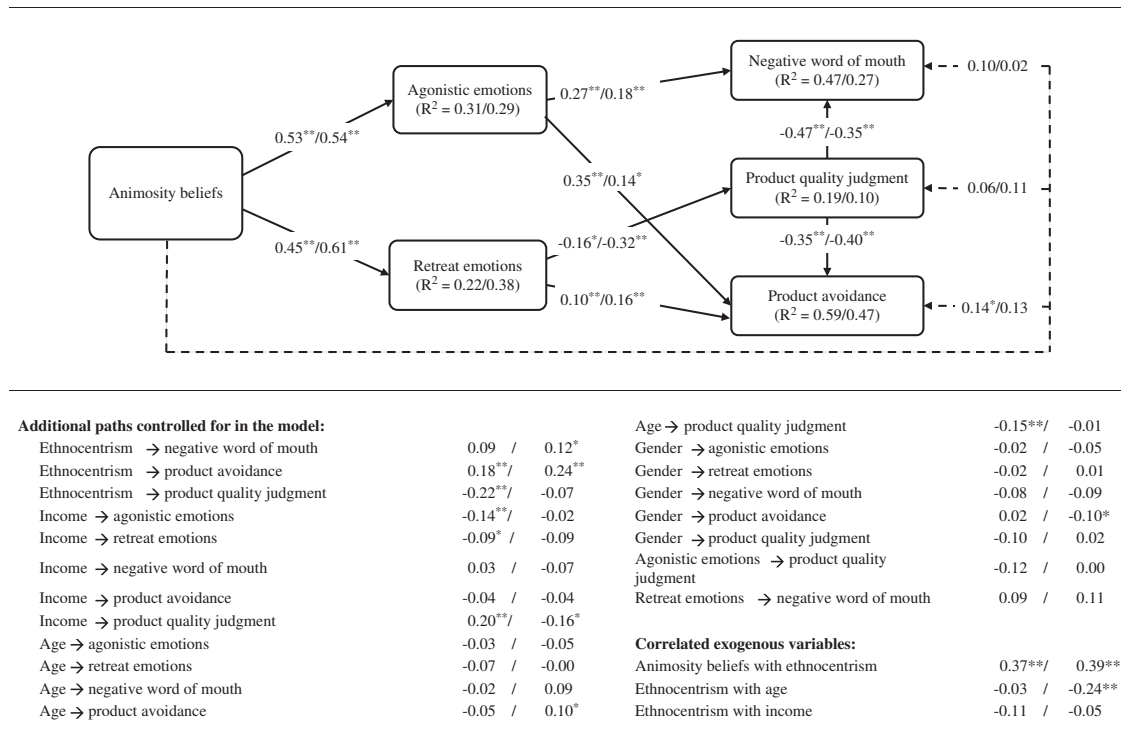 Negative word of mouth
(R² = 0.47/0.27)
0.10/0.02
Agonistic emotions
(R² = 0.31/0.29)
0.27**/0.18**
0.53**/0.54**
-0.47**/-0.35**
Animosity beliefs
0.35**/0.14*
Product quality judgment
(R² = 0.19/0.10)
0.06/0.11
0.45**/0.61**
-0.16*/-0.32**
-0.35**/-0.40**
Retreat emotions
(R² = 0.22/0.38)
0.10**/0.16**
Product avoidance
(R² = 0.59/0.47)
0.14*/0.13
Additional paths controlled for in the model:
Ethnocentrism → negative word of mouth 0.09 / 0.12*
Ethnocentrism → product avoidance 0.18**/ 0.24**
Ethnocentrism → product quality judgment -0.22**/ -0.07
Income → agonistic emotions -0.14**/ -0.02
Income → retreat emotions -0.09* / -0.09
Income → negative word of mouth 0.03 / -0.07
Income → product avoidance -0.04 / -0.04
Income → product quality judgment 0.20**/ -0.16*
Age → agonistic emotions -0.03 / -0.05
Age → retreat emotions -0.07 / -0.00
Age → negative word of mouth -0.02 / 0.09
Age → product avoidance -0.05 / 0.10*
Age → product quality judgment -0.15**/ -0.01
Gender → agonistic emotions -0.02 / -0.05
Gender → retreat emotions -0.02 / 0.01
Gender → negative word of mouth -0.08 / -0.09
Gender → product avoidance 0.02 / -0.10*
Gender → product quality judgment -0.10 / 0.02
Agonistic emotions → product quality
judgment -0.12 / 0.00
Retreat emotions → negative word of mouth 0.09 / 0.11
Correlated exogenous variables:
Animosity beliefs with ethnocentrism 0.37**/ 0.39**
Ethnocentrism with age -0.03 / -0.24**
Ethnocentrism with income -0.11 / -0.05